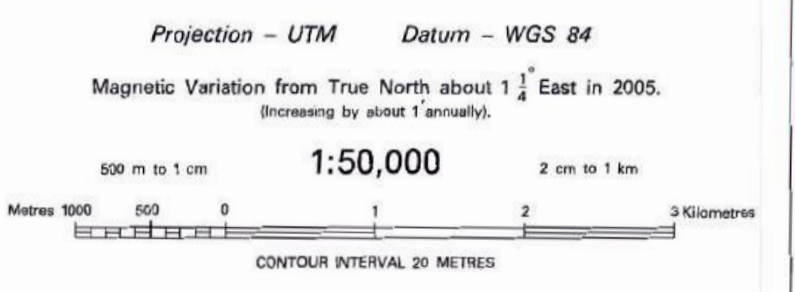 Projection – UTM Datum – WGS 84
Magnetic Variation from True North about 1 1/4° East in 2005.
(Increasing by about 1' annually).
500 m to 1 cm 1:50,000 2 cm to 1 km
Metres 1000 500 0 1 2 3 Kilometres
CONTOUR INTERVAL 20 METRES